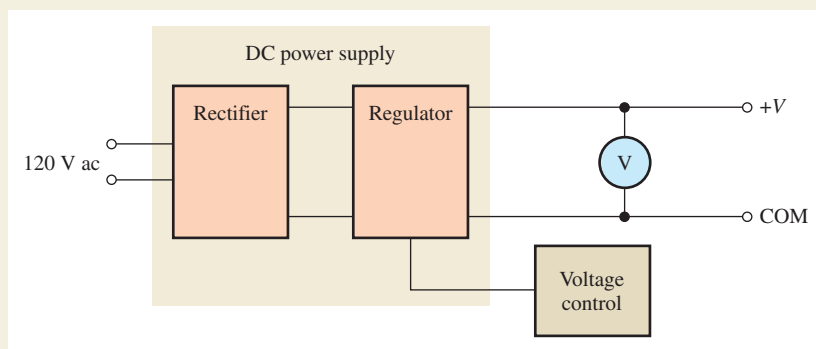 DC power supply
Rectifier
Regulator
+V
120 V ac
V
COM
Voltage
control